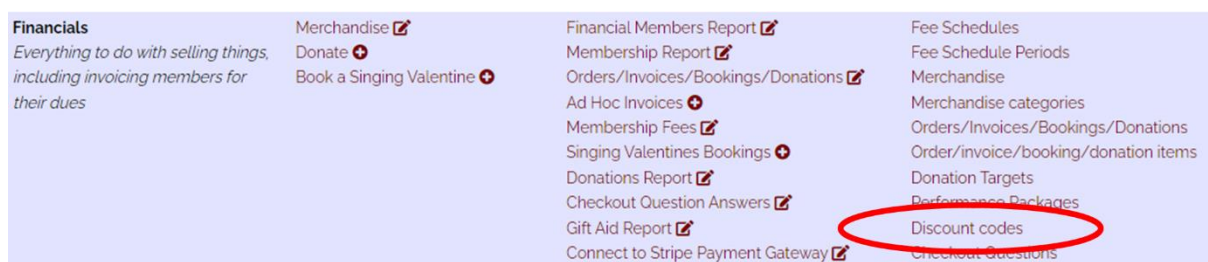 Financials
Everything to do with selling things,
including invoicing members for
their dues
Merchandise
Donate
Book a Singing Valentine
Financial Members Report
Membership Report
Orders/Invoices/Bookings/Donations
Ad Hoc Invoices
Membership Fees
Singing Valentines Bookings
Donations Report
Checkout Question Answers
Gift Aid Report
Connect to Stripe Payment Gateway
Fee Schedules
Fee Schedule Periods
Merchandise
Merchandise categories
Orders/Invoices/Bookings/Donations
Order/invoice/booking/donation items
Donation Targets
Performance Packages
Discount codes
Checkout Questions